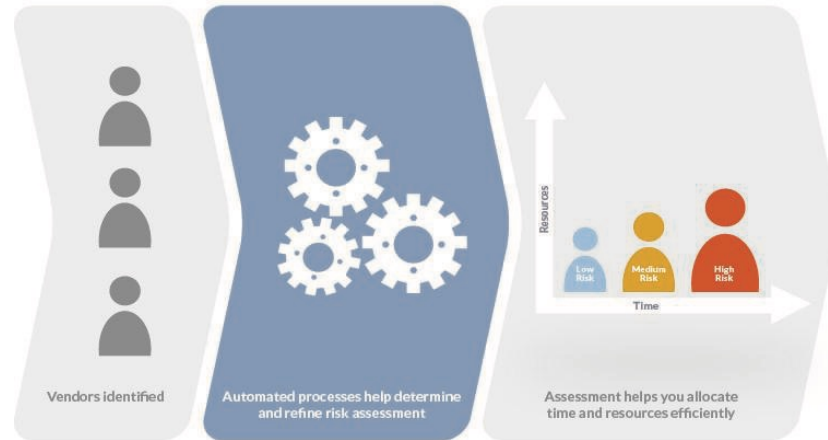 Vendors identified
Automated processes help determine
and refine risk assessment
Resources
Low
Risk
Medium
Risk
High
Risk
Time
Assessment helps you allocate
time and resources efficiently